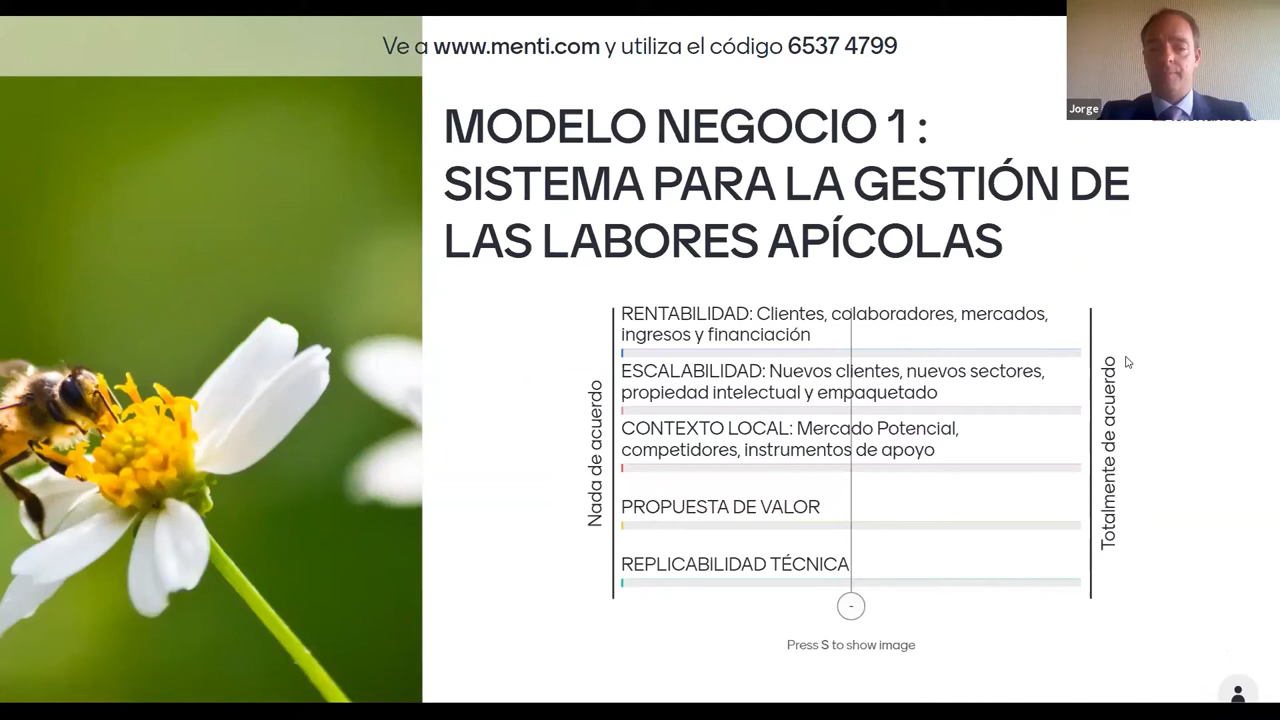 Ve a www.menti.com y utiliza el código 6537 4799
Jorge
MODELO NEGOCIO 1 :
SISTEMA PARA LA GESTIÓN DE
LAS LABORES APÍCOLAS
RENTABILIDAD: Clientes, colaboradores, mercados,
ingresos y financiación
ESCALABILIDAD: Nuevos clientes, nuevos sectores,
propiedad intelectual y empaquetado
CONTEXTO LOCAL: Mercado Potencial,
competidores, instrumentos de apoyo
PROPUESTA DE VALOR
REPLICABILIDAD TÉCNICA
Nada de acuerdo
Totalmente de acuerdo
-
Press S to show image